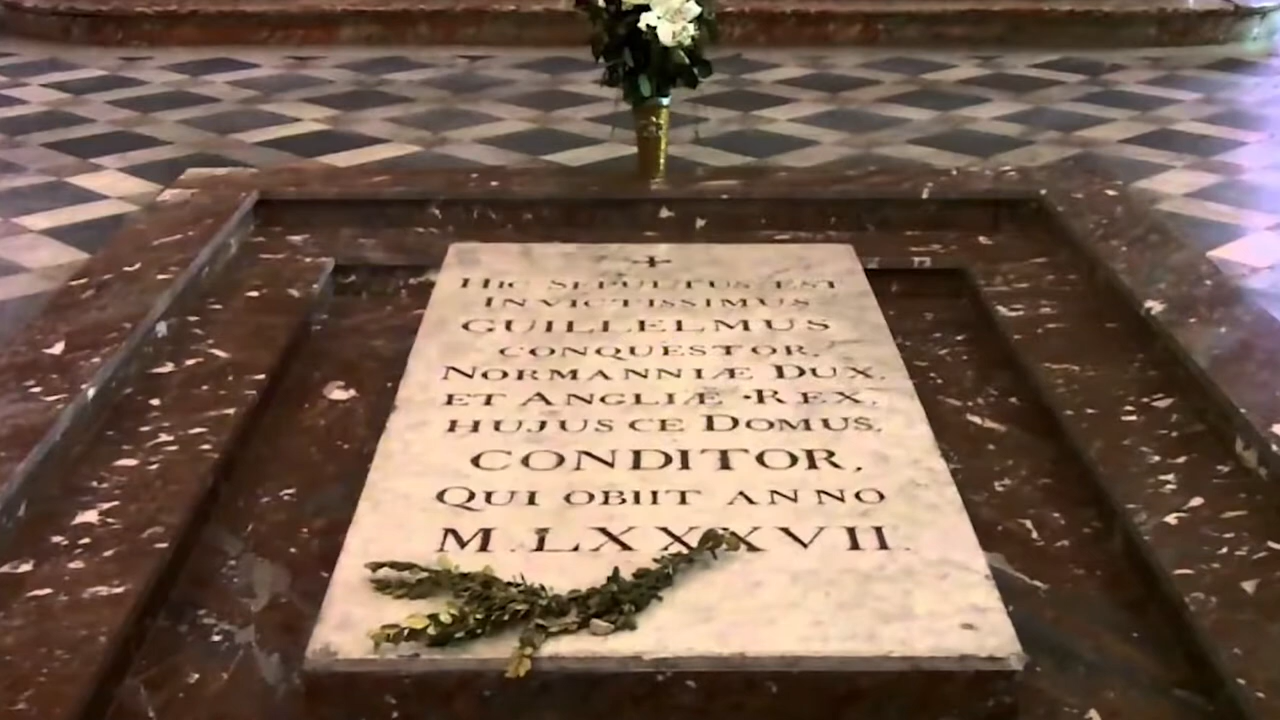 HIC SEPULTUS EST
INVICTISSIMUS
GUILLELMUS
CONQUESTOR,
NORMANNIÆ DUX,
ET ANGLIÆ ·REX,
HUJUSCE DOMUS,
CONDITOR,
QUI OBIIT ANNO
M.LXXXVII.